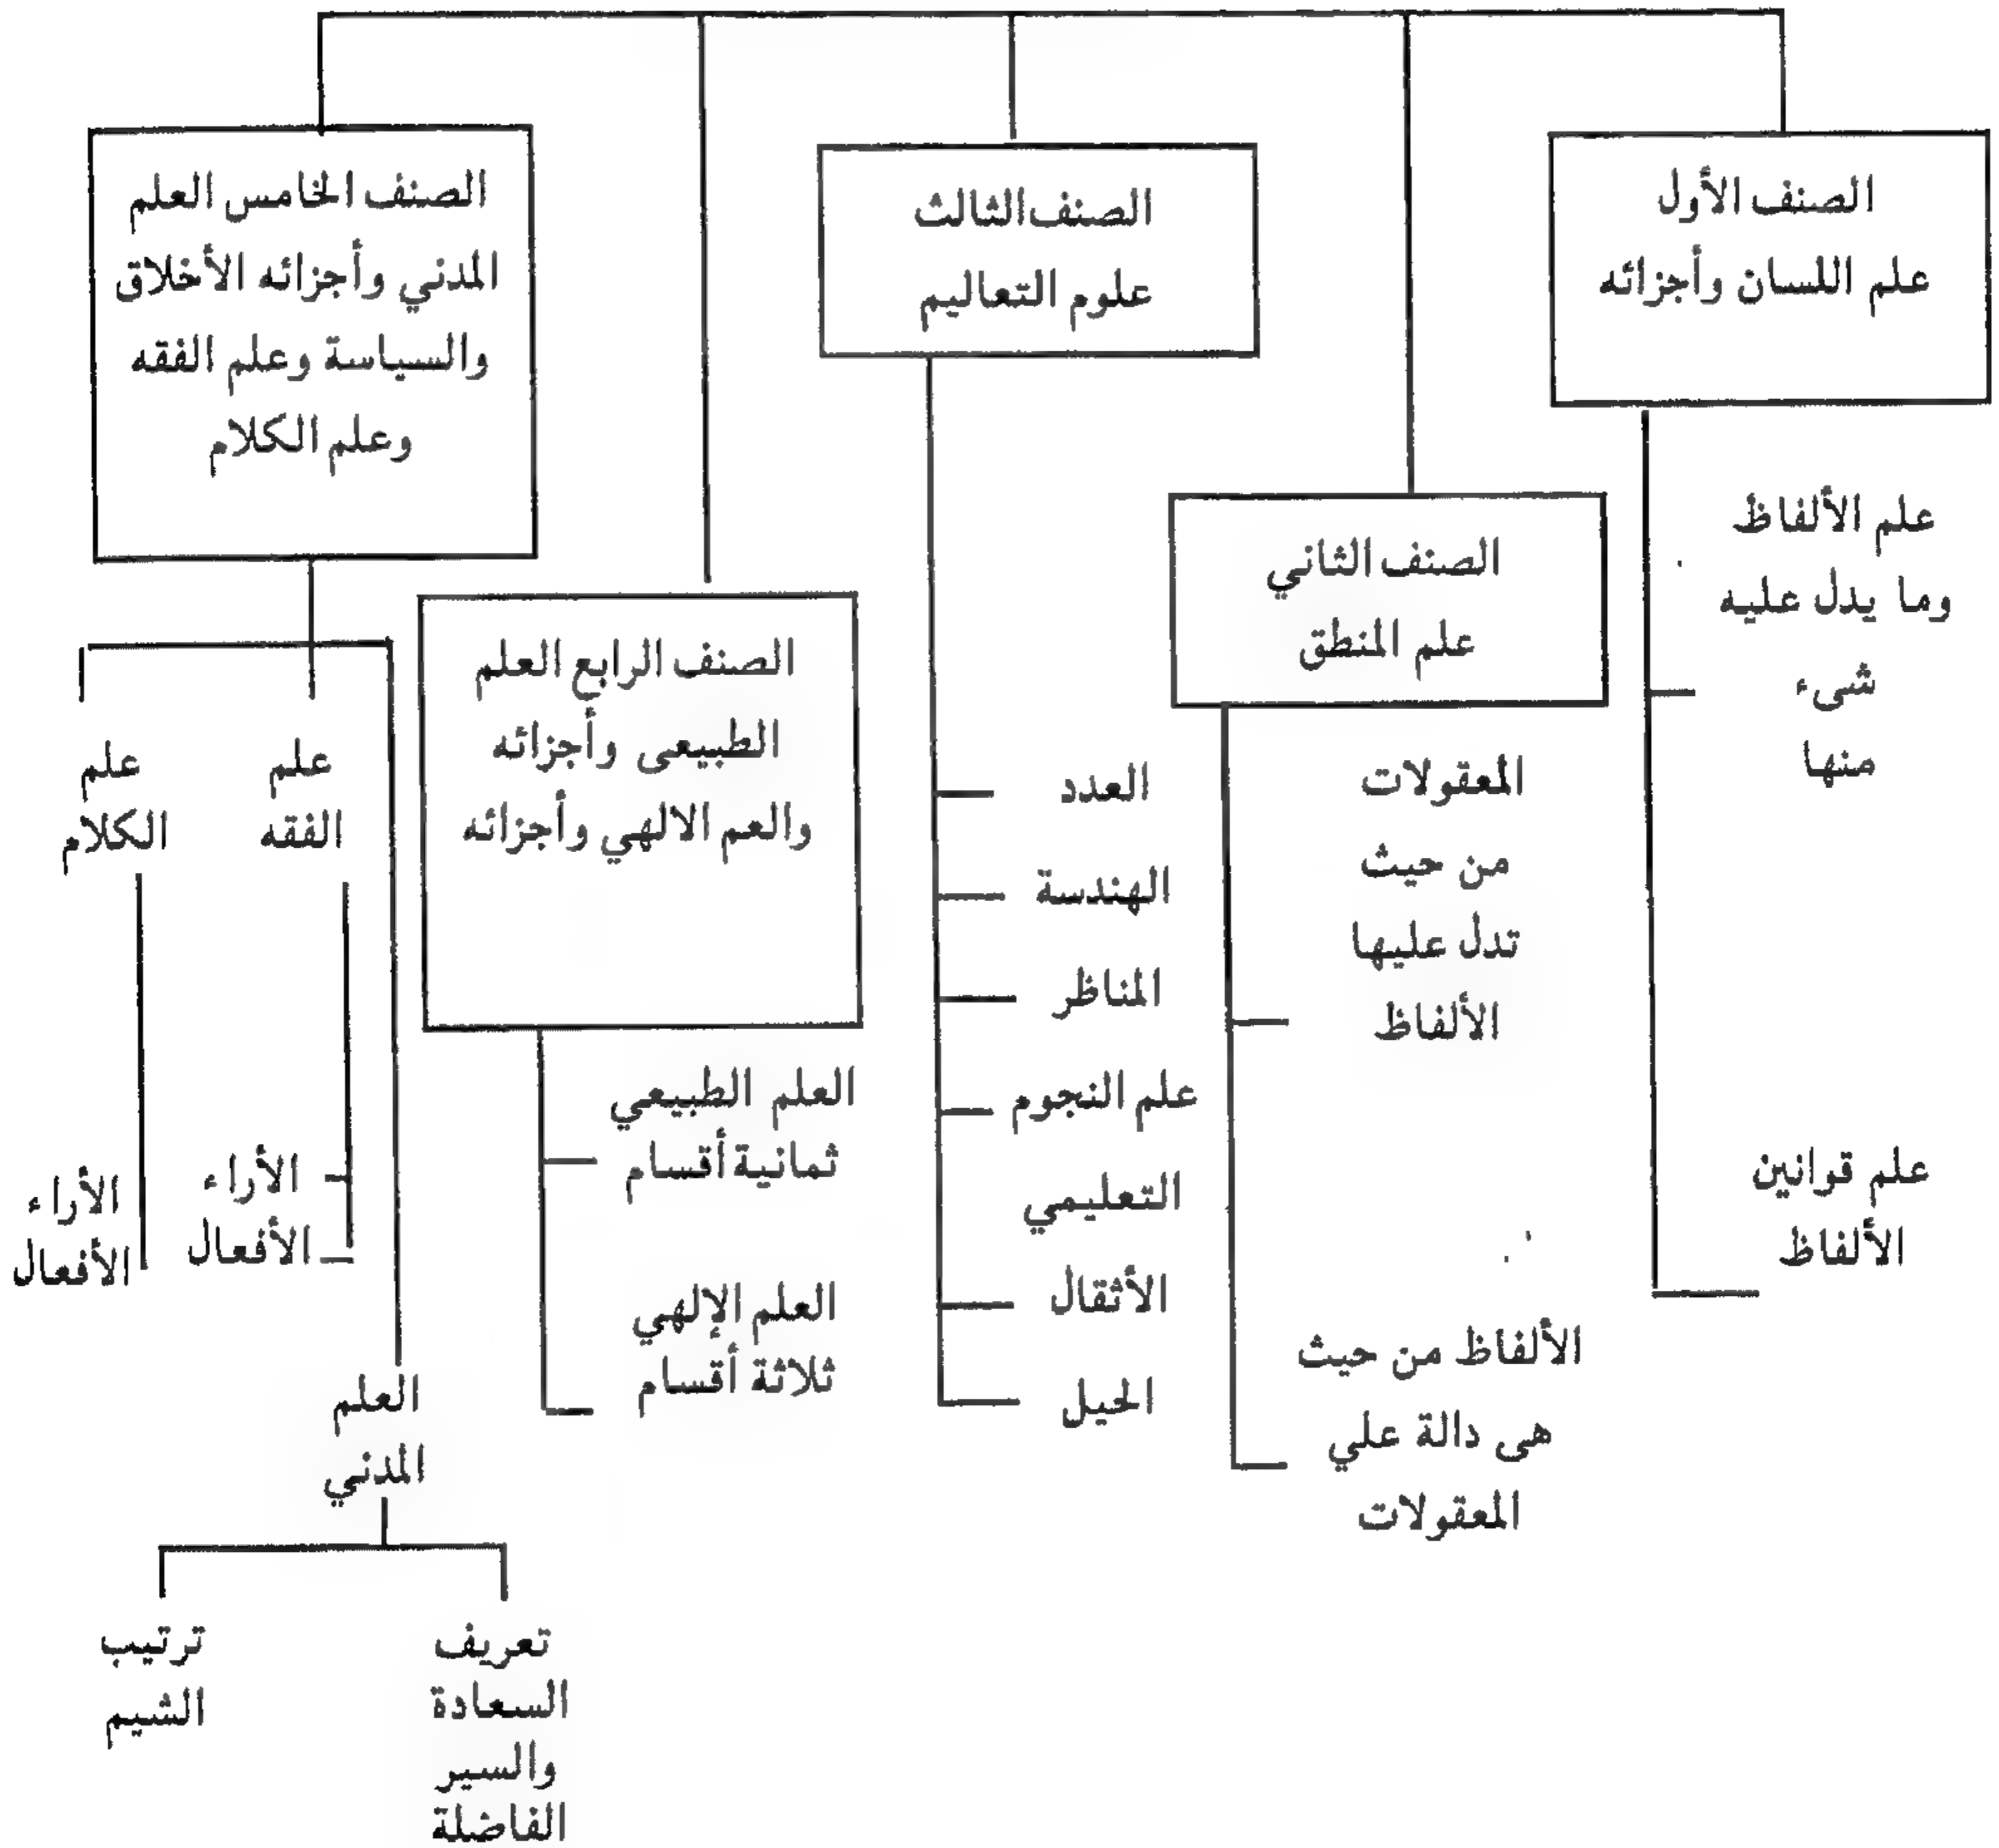 الصنف الأول
علم اللسان وأجزائه
علم الألفاظ
وما يدل عليه
شىء
منها
علم قوانين
الألفاظ
الصنف الثاني
علم المنطق
المعقولات
من حيث
تدل عليها
الألفاظ
الألفاظ من حيث
هى دالة علي
المعقولات
الصنف الثالث
علوم التعاليم
العدد
الهندسة
المناظر
علم النجوم
التعليمي
الأثقال
الحيل
الصنف الرابع العلم
الطبيعى وأجزائه
والعم الالهي وأجزائه
العلم الطبيعي
ثمانية أقسام
العلم الإلهي
ثلاثة أقسام
الصنف الخامس العلم
المدني وأجزائه الأخلاق
والسياسة وعلم الفقه
وعلم الكلام
علم
الفقه
الأراء
الأفعال
علم
الكلام
الأراء
الأفعال
العلم
المدني
تعريف
السعادة
والسير
الفاضلة
ترتيب
الشيم